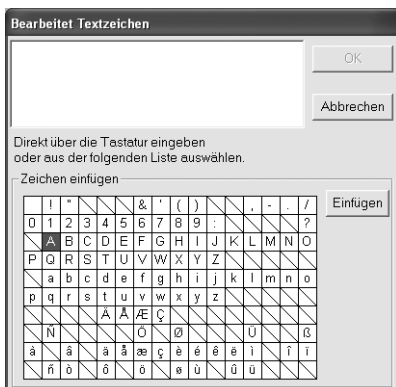 Bearbeitet Textzeichen
OK
Abbrechen
Direkt über die Tastatur eingeben
oder aus der folgenden Liste auswählen.
Zeichen einfügen
Einfügen
! " & ' ( ) , - . /
0 1 2 3 4 5 6 7 8 9 : ?
A B C D E F G H I J K L M N O
P Q R S T U V W X Y Z
a b c d e f g h i j k l m n o
p q r s t u v w x y z
Ä Å Æ Ç
Ñ Ö Ø Ü ß
à â ä å æ ç è é ê ë ì î ï
ñ ò ô ö ø ù û ü